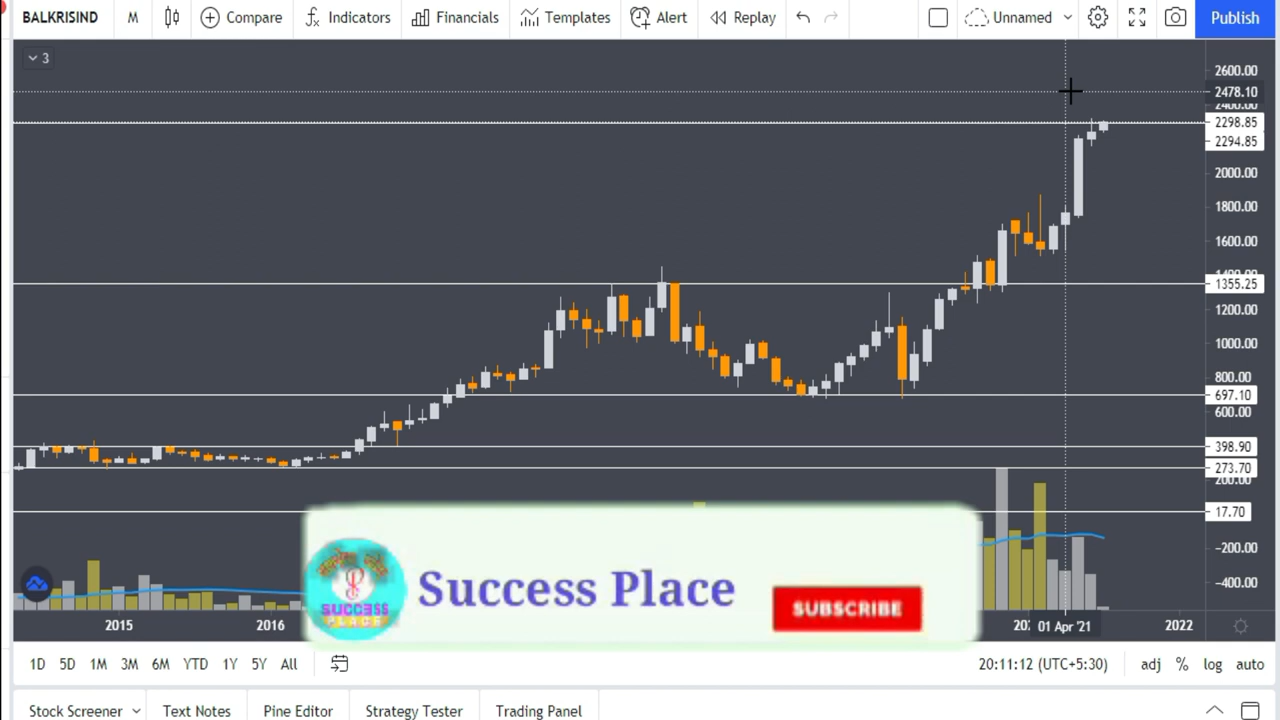 BALKRISIND M Compare Indicators Financials Templates Alert Replay Unnamed Publish
3
2600.00
2478.10
2400.00
2298.85
2294.85
2000.00
1800.00
1600.00
1400.00
1355.25
1200.00
1000.00
800.00
697.10
600.00
398.90
273.70
200.00
17.70
−200.00
−400.00
SUCCESS
PLACE
Success Place
SUBSCRIBE
2015 2016 01 Apr '21 2022
1D 5D 1M 3M 6M YTD 1Y 5Y All 20:11:12 (UTC+5:30) adj % log auto
Stock Screener Text Notes Pine Editor Strategy Tester Trading Panel